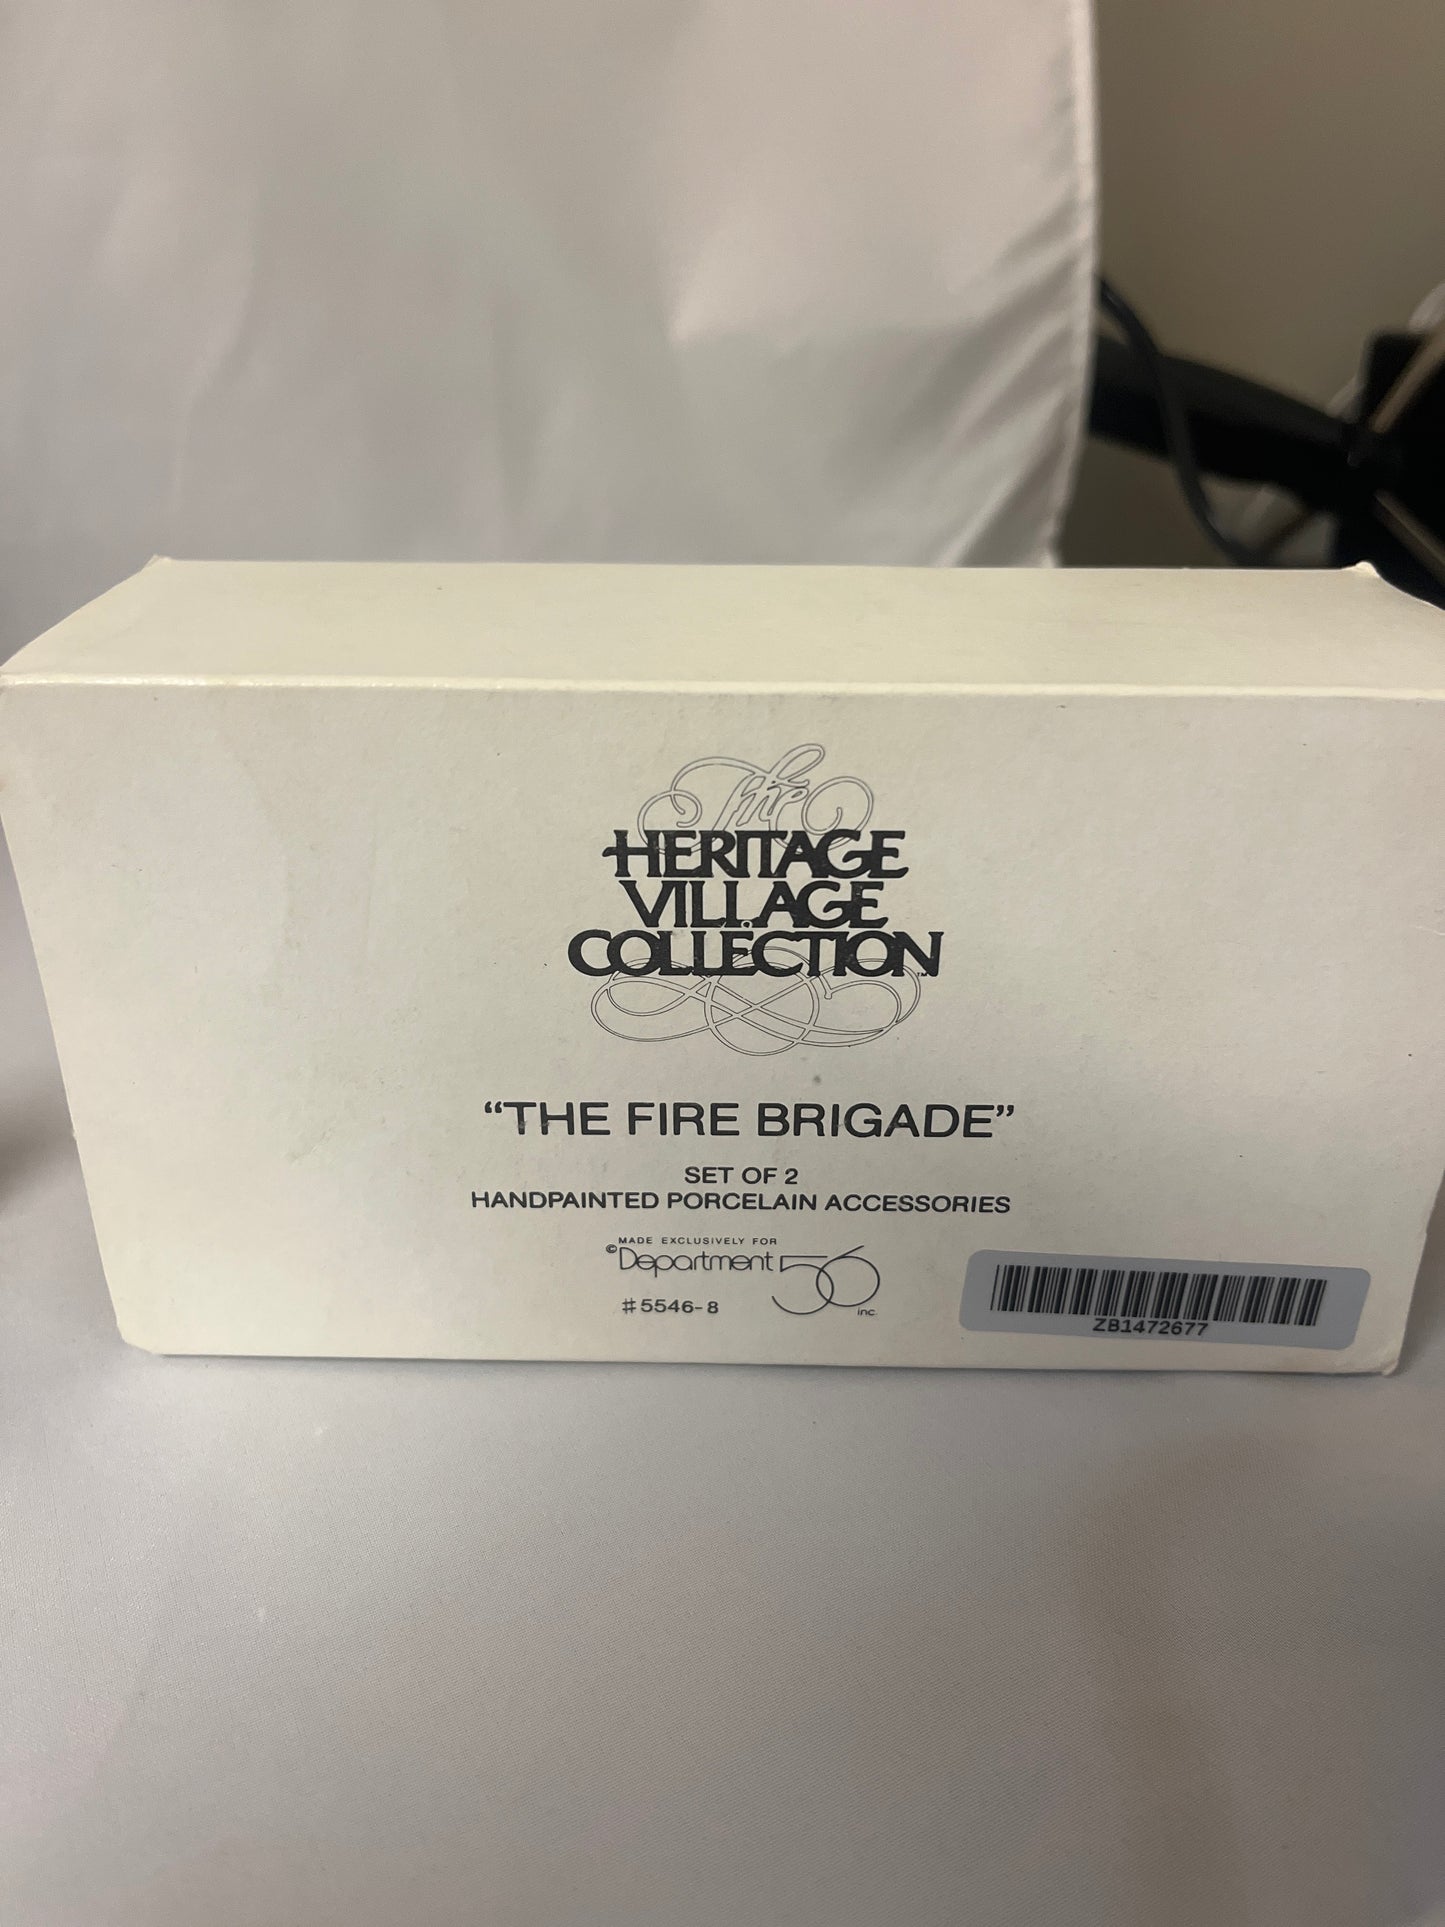 The
HERITAGE
VILLAGE
COLLECTION™
“THE FIRE BRIGADE”
SET OF 2
HANDPAINTED PORCELAIN ACCESSORIES
MADE EXCLUSIVELY FOR
©Department 56 inc.
#5546-8
ZB1472677